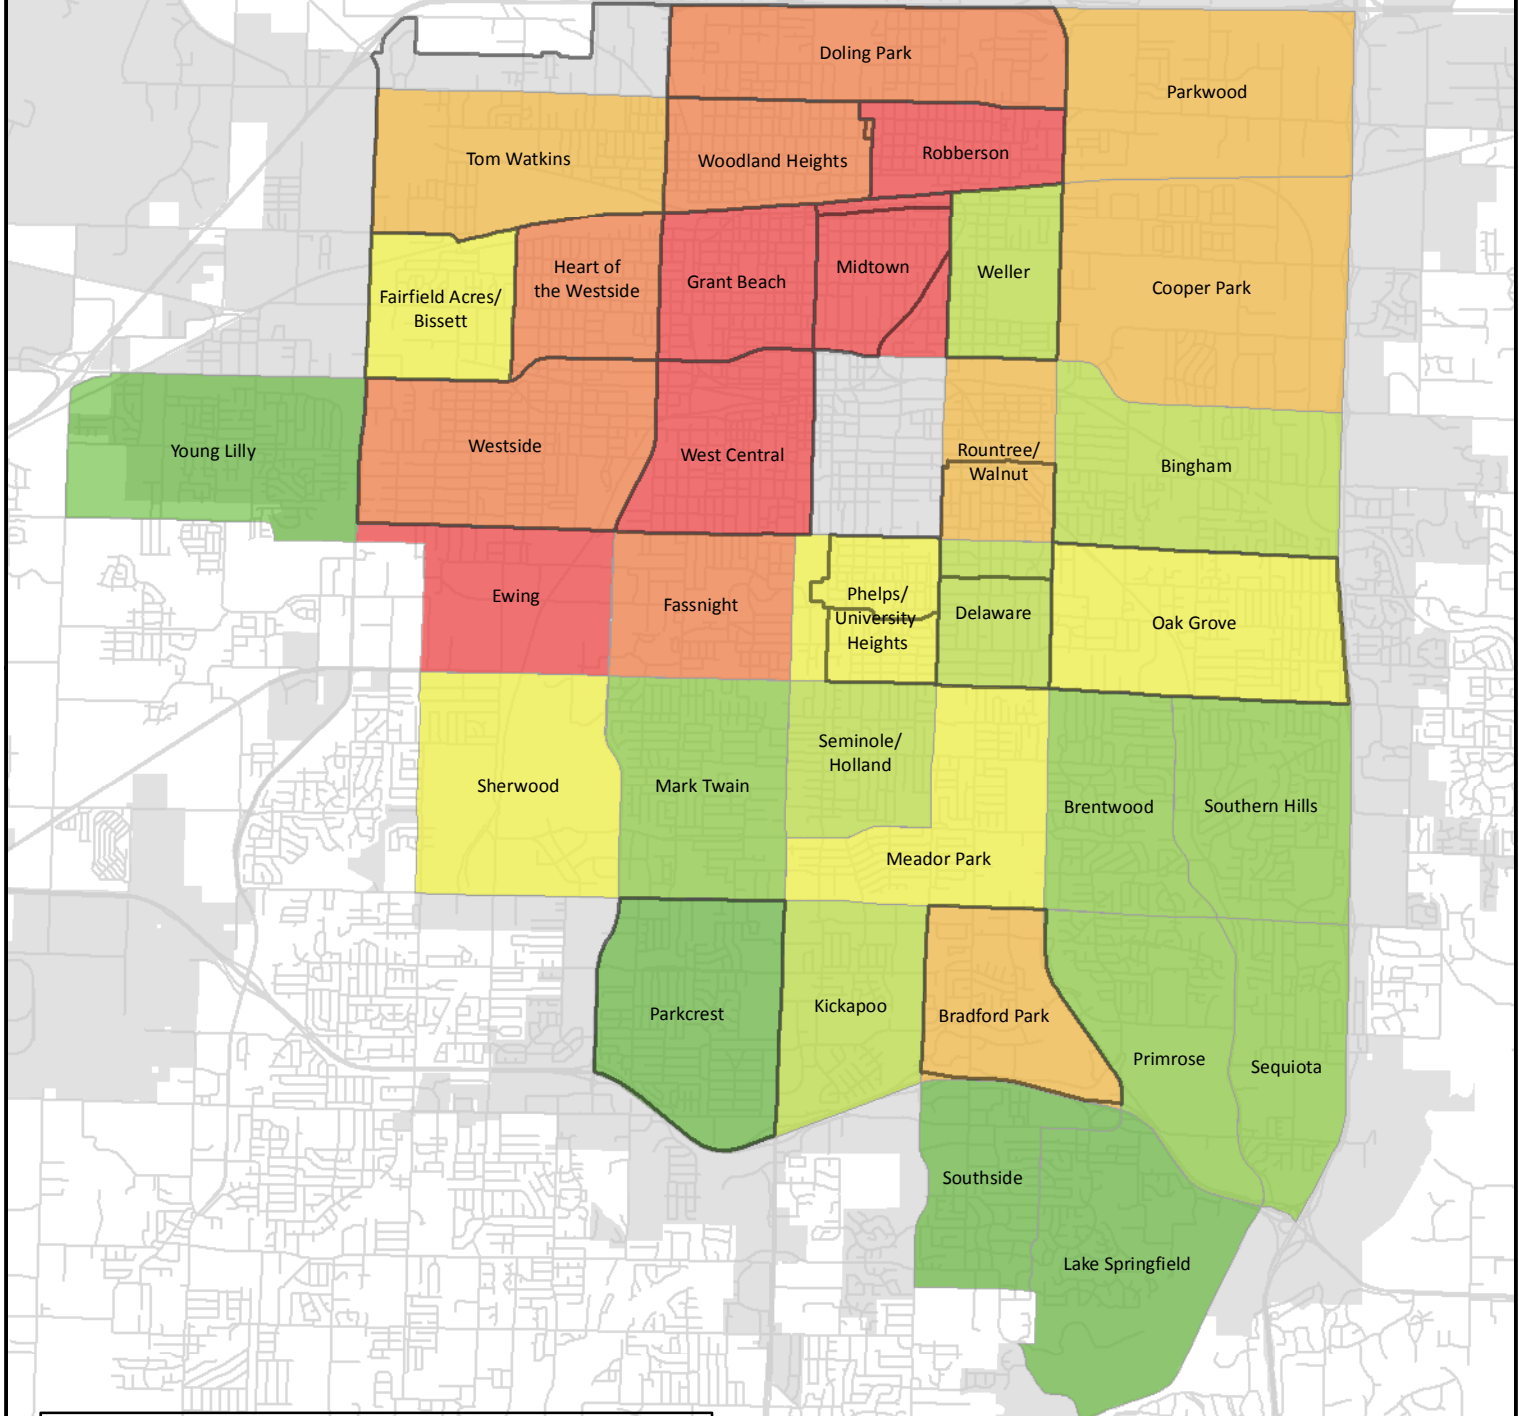 Doling Park
Parkwood
Tom Watkins
Woodland Heights
Robberson
Heart of
the Westside
Grant Beach
Midtown
Weller
Cooper Park
Fairfield Acres/
Bissett
Young Lilly
Westside
West Central
Rountree/
Walnut
Bingham
Ewing
Fassnight
Phelps/
University
Heights
Delaware
Oak Grove
Sherwood
Mark Twain
Seminole/
Holland
Meador Park
Brentwood
Southern Hills
Parkcrest
Kickapoo
Bradford Park
Primrose
Sequiota
Southside
Lake Springfield